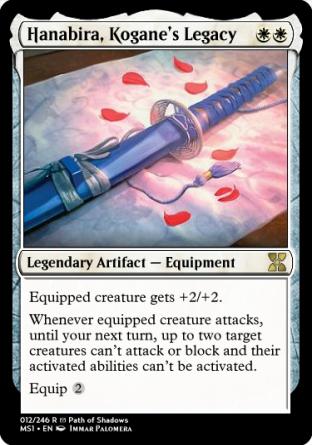 Hanabira, Kogane's Legacy
Legendary Artifact — Equipment
Equipped creature gets +2/+2.
Whenever equipped creature attacks,
until your next turn, up to two target
creatures can't attack or block and their
activated abilities can't be activated.
Equip 2
012/246 R Path of Shadows
MS1 • EN Immar Palomera